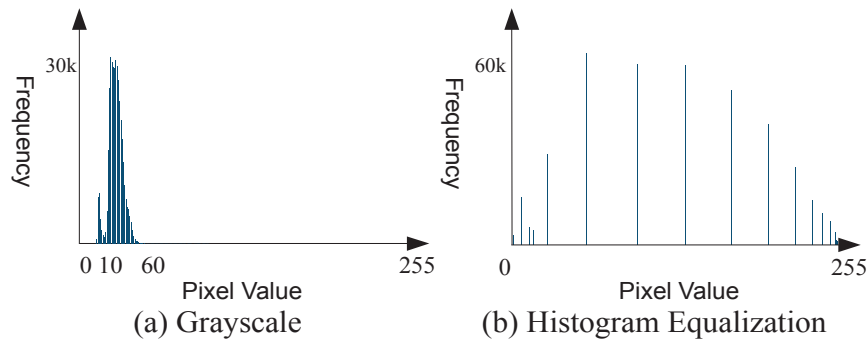 30k
Frequency
0 10 60 255
Pixel Value
(a) Grayscale
60k
Frequency
0 255
Pixel Value
(b) Histogram Equalization